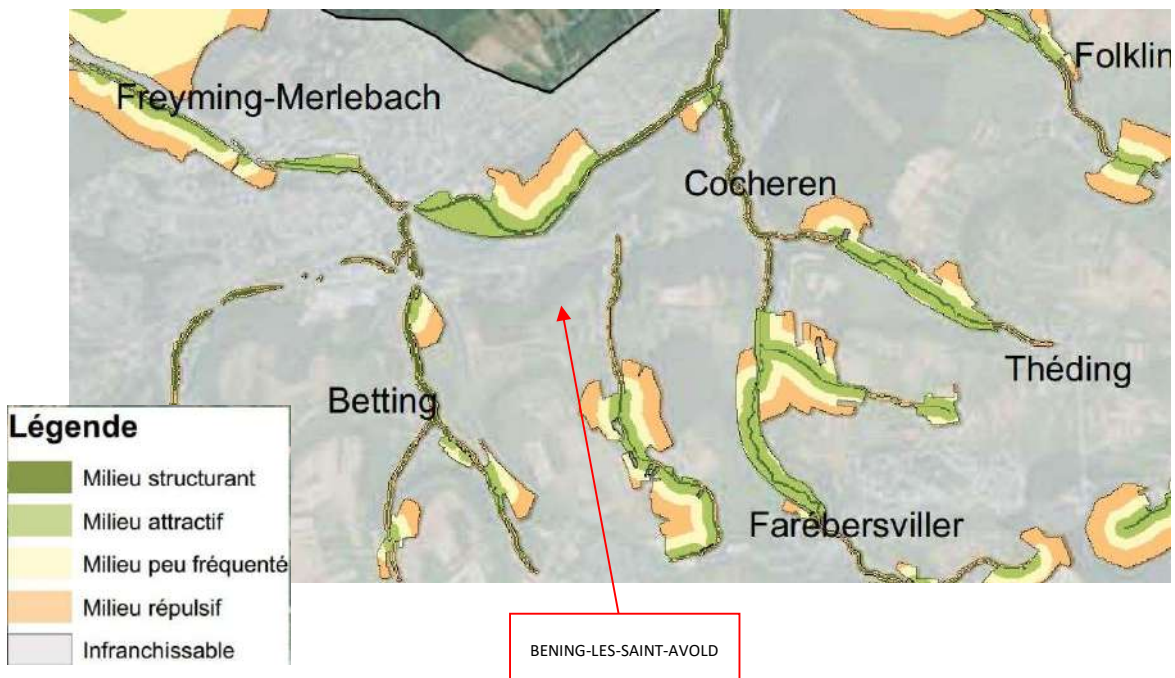 Folklin
Freyming-Merlebach
Cocheren
Théding
Betting
Farebersviller
Légende
Milieu structurant
Milieu attractif
Milieu peu fréquenté
Milieu répulsif
Infranchissable
BENING-LES-SAINT-AVOLD